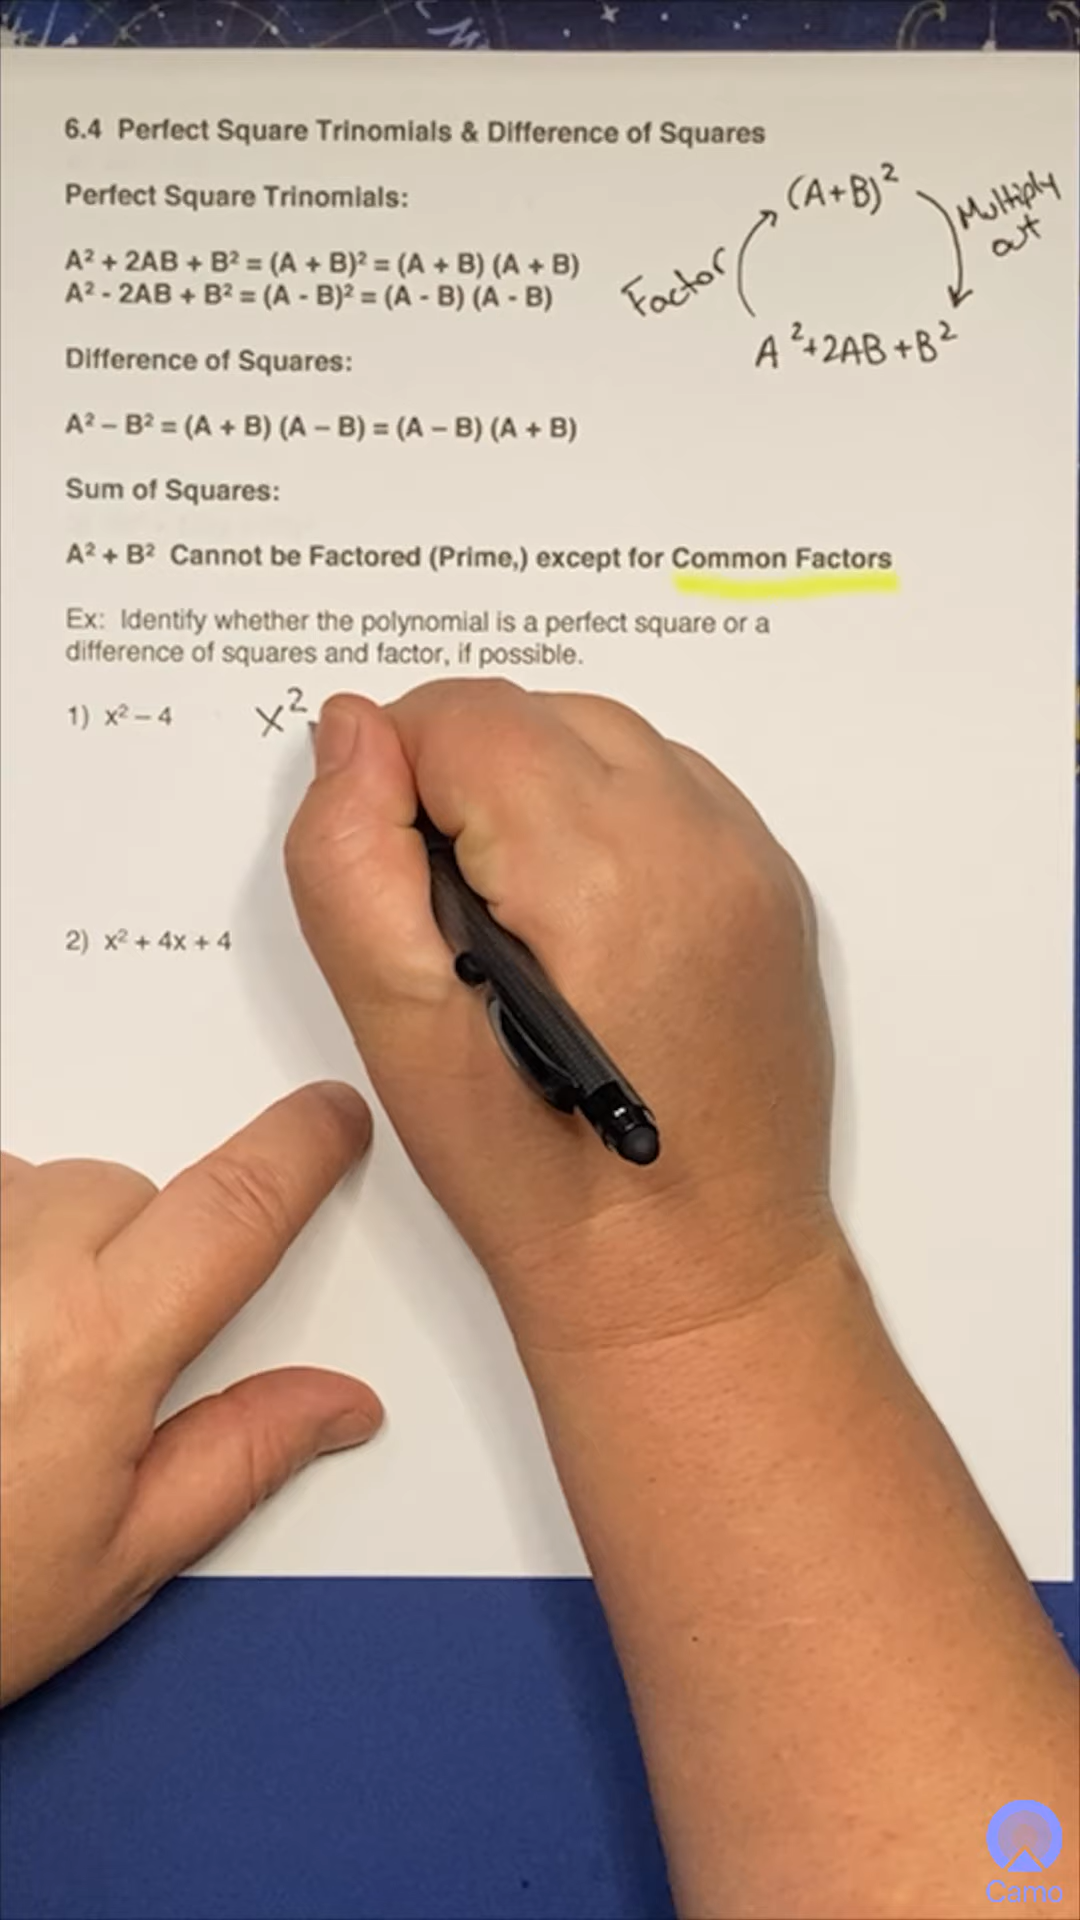 6.4 Perfect Square Trinomials & Difference of Squares
Perfect Square Trinomials:
(A+B)²
Multiply
out
Factor
A² + 2AB + B² = (A + B)² = (A + B) (A + B)
A² - 2AB + B² = (A - B)² = (A - B) (A - B)
A²+2AB+B²
Difference of Squares:
A² – B² = (A + B) (A – B) = (A – B) (A + B)
Sum of Squares:
A² + B² Cannot be Factored (Prime,) except for Common Factors
Ex: Identify whether the polynomial is a perfect square or a
difference of squares and factor, if possible.
1) x² – 4 x²
2) x² + 4x + 4
Camo